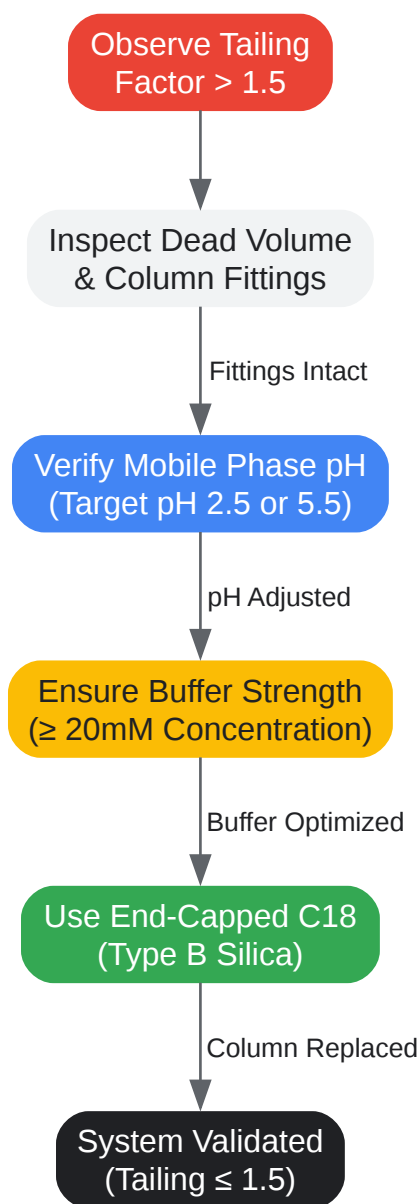 Observe Tailing
Factor > 1.5
Inspect Dead Volume
& Column Fittings
Fittings Intact
Verify Mobile Phase pH
(Target pH 2.5 or 5.5)
pH Adjusted
Ensure Buffer Strength
(≥ 20mM Concentration)
Buffer Optimized
Use End-Capped C18
(Type B Silica)
Column Replaced
System Validated
(Tailing ≤ 1.5)